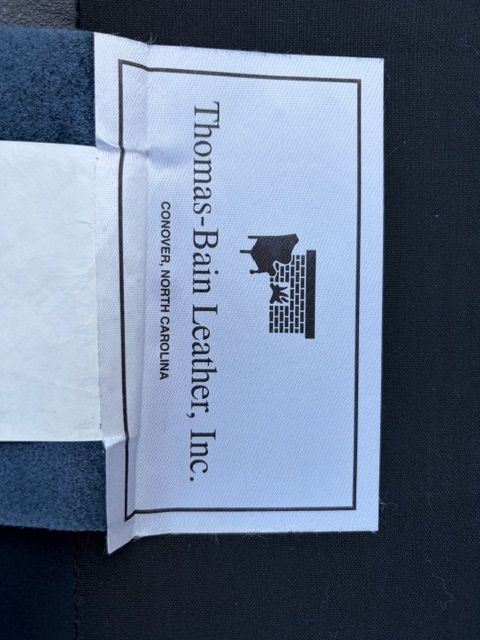 Thomas-Bain Leather, Inc.
CONOVER, NORTH CAROLINA